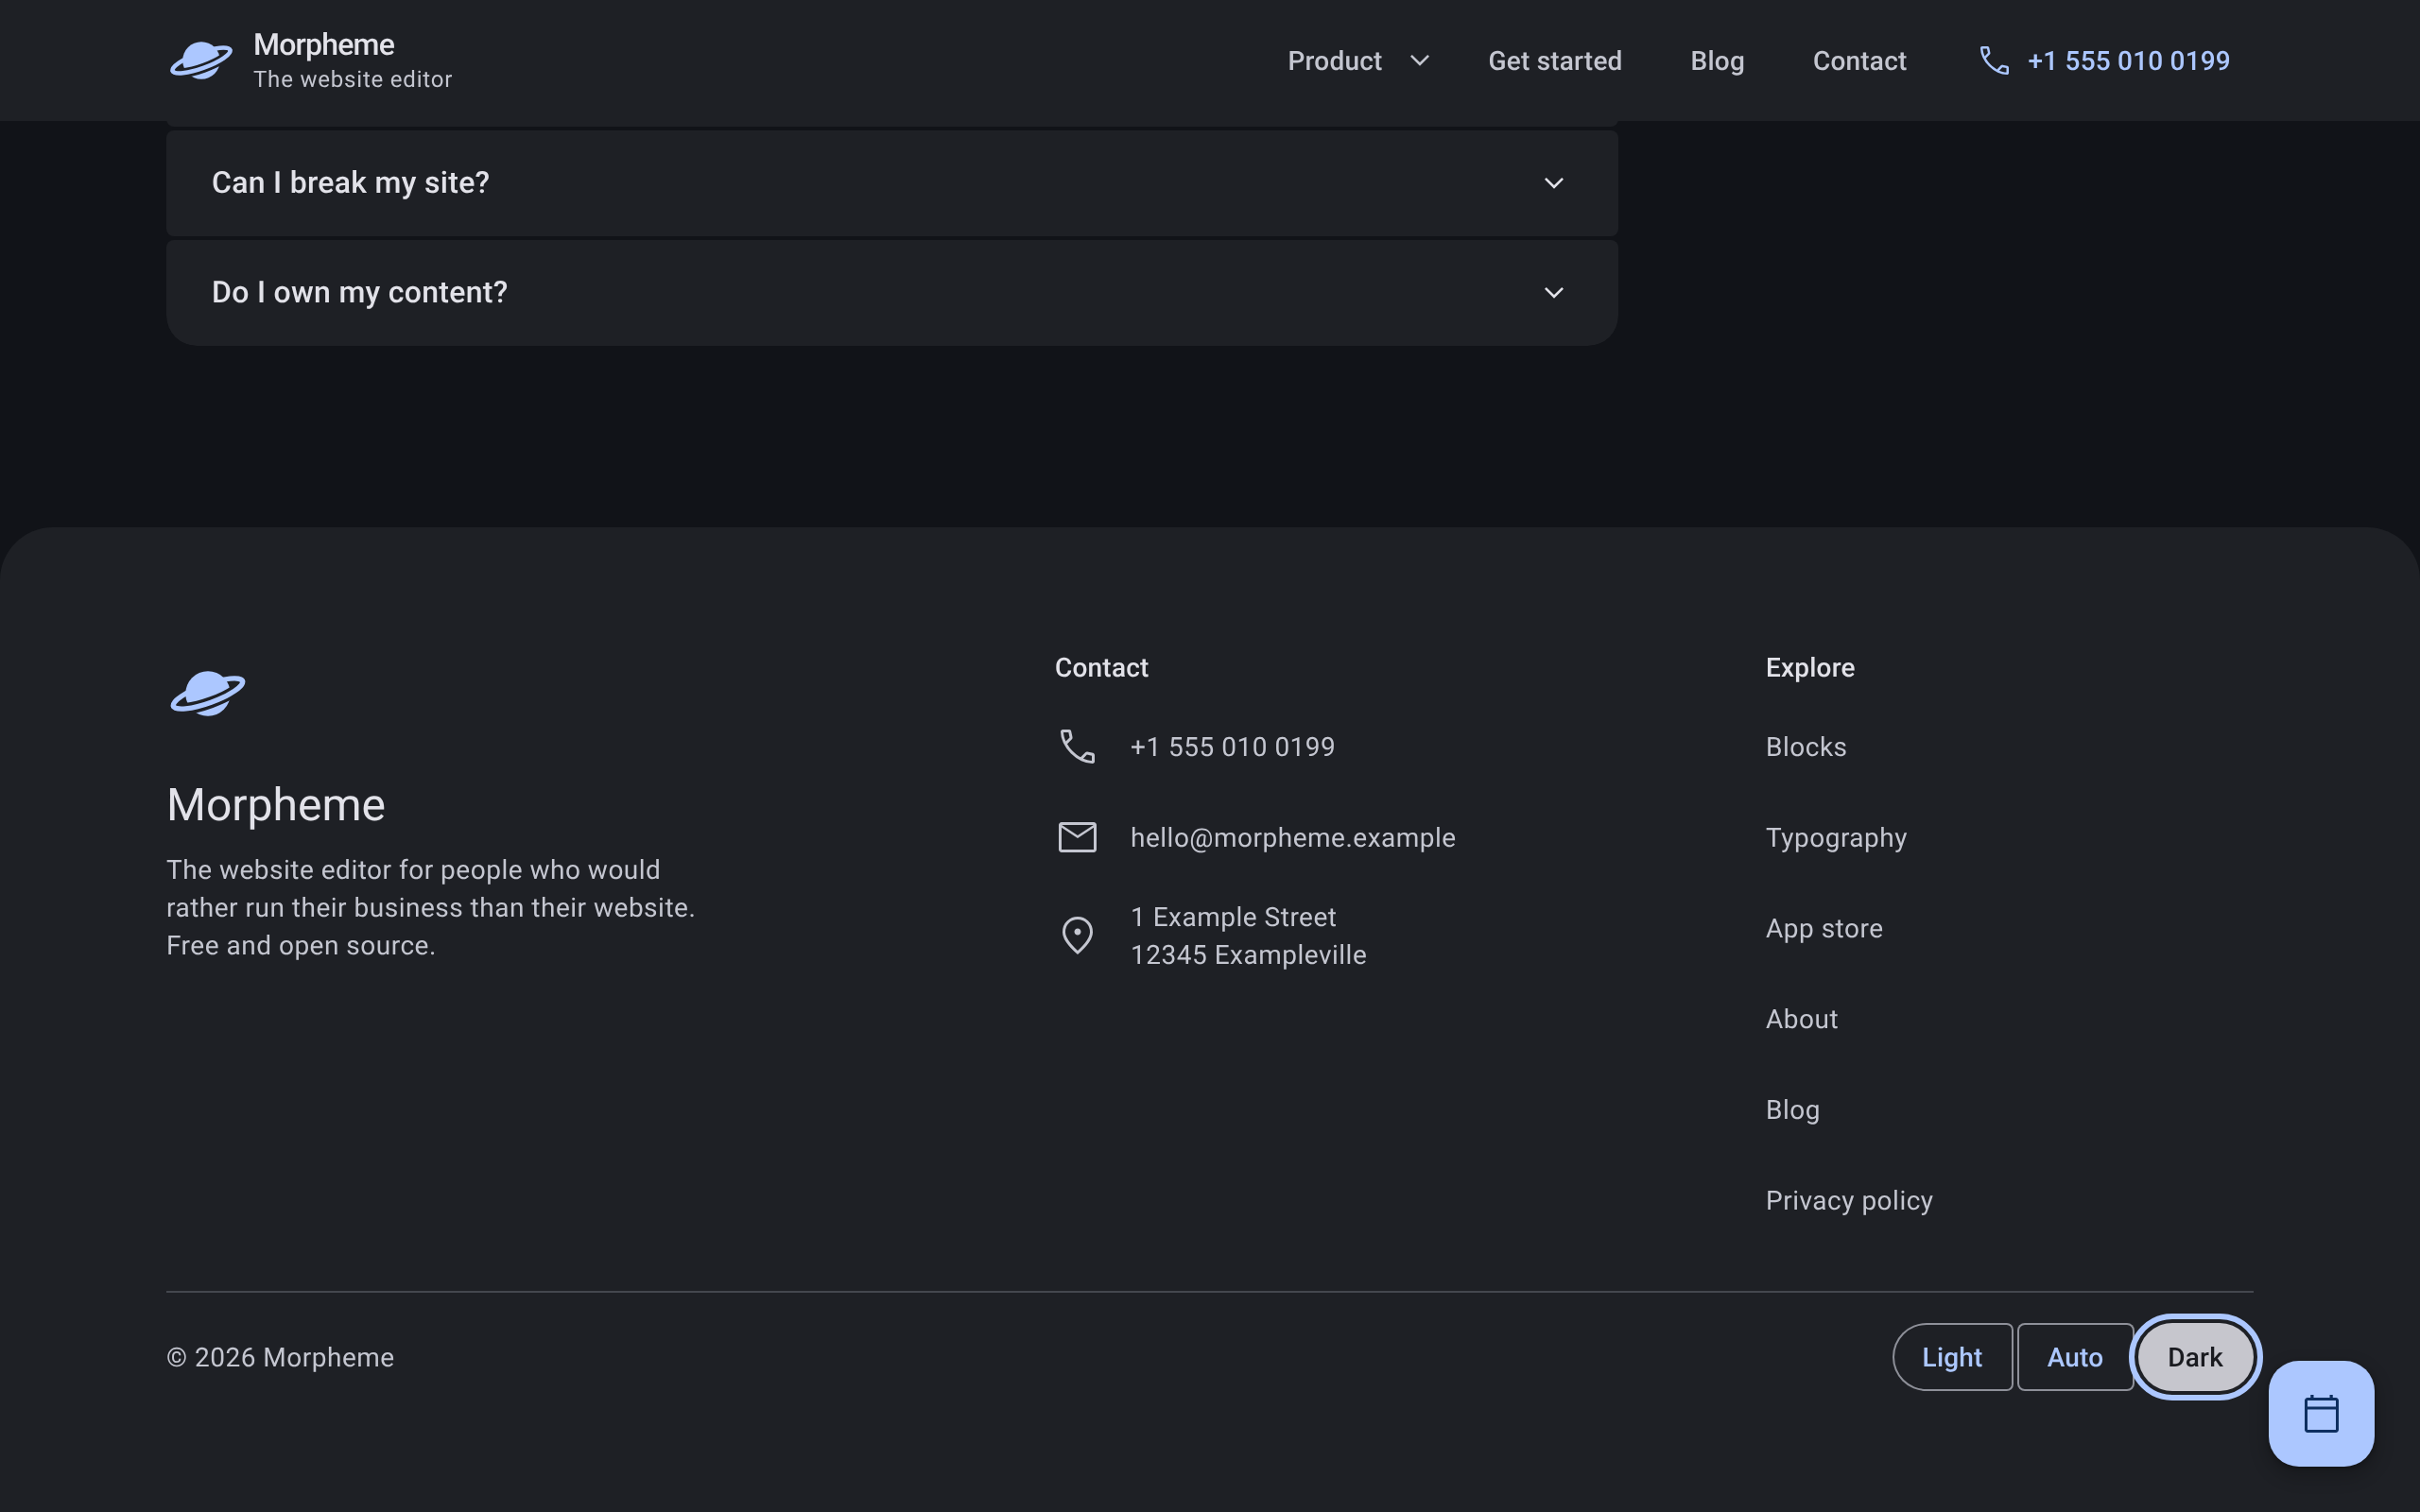 Morpheme
The website editor
Product
Get started
Blog
Contact
+1 555 010 0199
Can I break my site?
Do I own my content?
Morpheme
The website editor for people who would
rather run their business than their website.
Free and open source.
Contact
+1 555 010 0199
hello@morpheme.example
1 Example Street
12345 Exampleville
Explore
Blocks
Typography
App store
About
Blog
Privacy policy
© 2026 Morpheme
Light
Auto
Dark